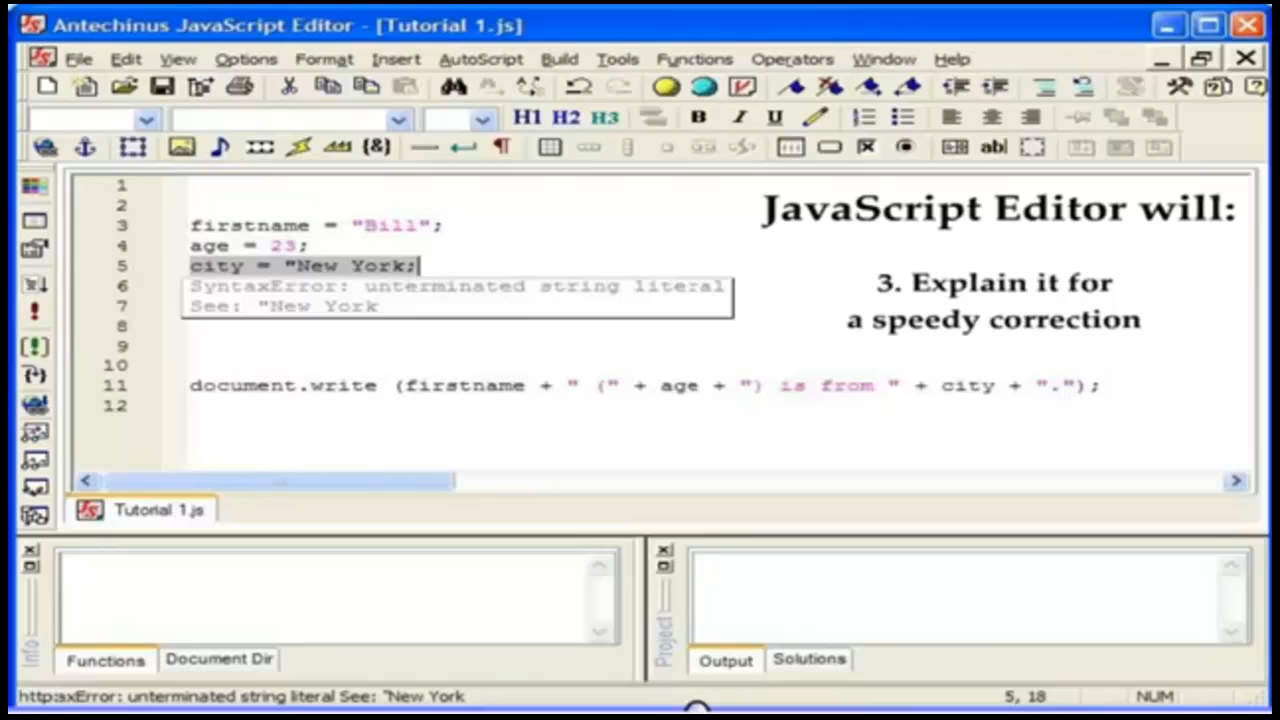 Antechinus JavaScript Editor - [Tutorial 1.js]
File Edit View Options Format Insert AutoScript Build Tools Functions Operators Window Help
H1 H2 H3 B I U
{&} abl
1
2
3 firstname = "Bill";
4 age = 23;
5 city = "New York;
6 SyntaxError: unterminated string literal
7 See: "New York
8
9
10
11 document.write (firstname + " (" + age + ") is from " + city + ".");
12
JavaScript Editor will:
3. Explain it for
a speedy correction
Tutorial 1.js
Info
Functions Document Dir
Project
Output Solutions
http:axError: unterminated string literal See: "New York 5, 18 NUM